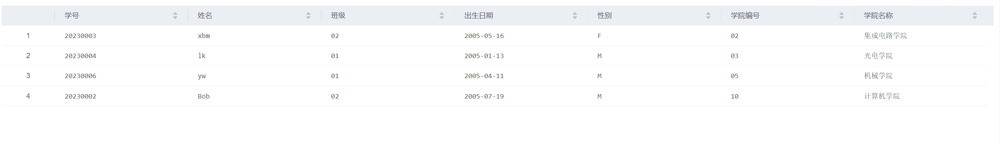 学号 姓名 班级 出生日期 性别 学院编号 学院名称
1 20230003 xbm 02 2005-05-16 F 02 集成电路学院
2 20230004 lk 01 2005-01-13 M 03 光电学院
3 20230006 yw 01 2005-04-11 M 05 机械学院
4 20230002 Bob 02 2005-07-19 M 10 计算机学院